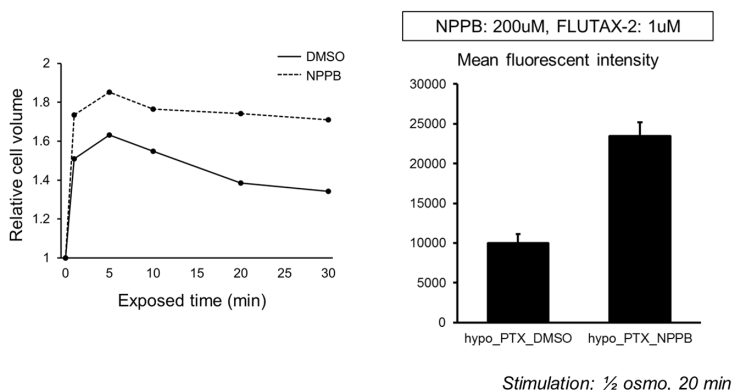 NPPB: 200uM, FLUTAX-2: 1uM
DMSO
NPPB
Relative cell volume
2
1.8
1.6
1.4
1.2
1
0 5 10 15 20 25 30
Exposed time (min)
Mean fluorescent intensity
30000
25000
20000
15000
10000
5000
0
hypo_PTX_DMSO hypo_PTX_NPPB
Stimulation: ½ osmo, 20 min